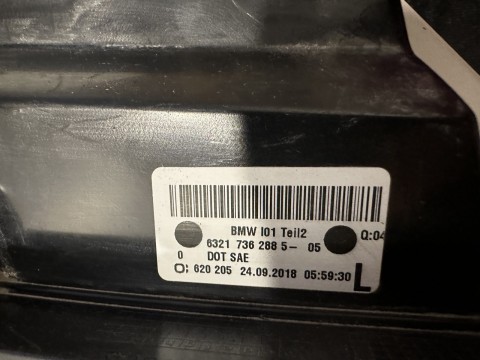 BMW I01 Teil2
6321 736 288 5- 05 Q:04
0 DOT SAE
O: 620 205 24.09.2018 05:59:30 L